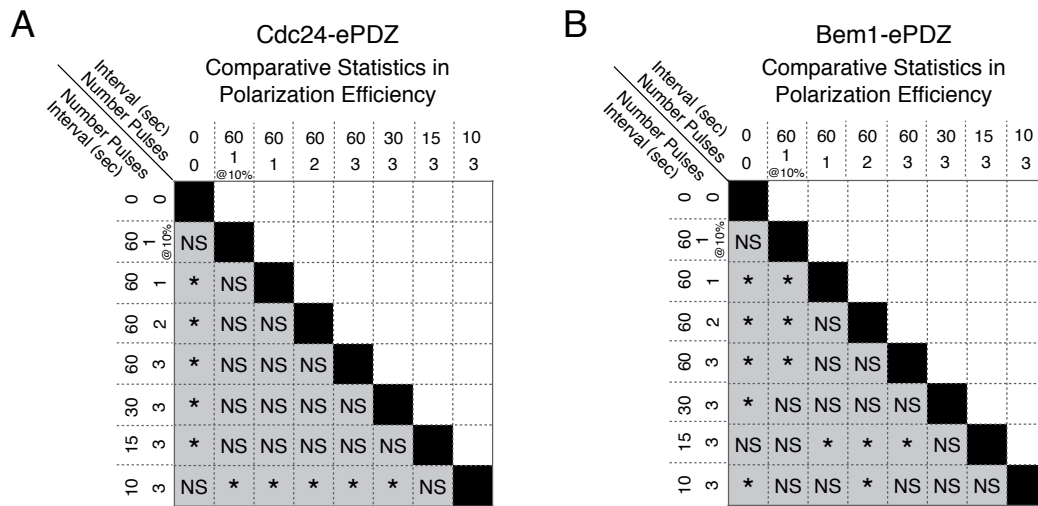 A
Cdc24-ePDZ
Comparative Statistics in
Polarization Efficiency
Interval (sec)
Number Pulses
Number Pulses
Interval (sec)
0 60 60 60 60 30 15 10
0 1 1 2 3 3 3 3
@10%
0 0
60 1 @10% NS
60 1 * NS
60 2 * NS NS
60 3 * NS NS NS
30 3 * NS NS NS NS
15 3 * NS NS NS NS NS
10 3 NS * * * * * NS
B
Bem1-ePDZ
Comparative Statistics in
Polarization Efficiency
Interval (sec)
Number Pulses
Number Pulses
Interval (sec)
0 60 60 60 60 30 15 10
0 1 1 2 3 3 3 3
@10%
0 0
60 1 @10% NS
60 1 * *
60 2 * * NS
60 3 * * NS NS
30 3 * NS NS NS NS
15 3 NS NS * * * NS
10 3 * NS NS * NS NS NS